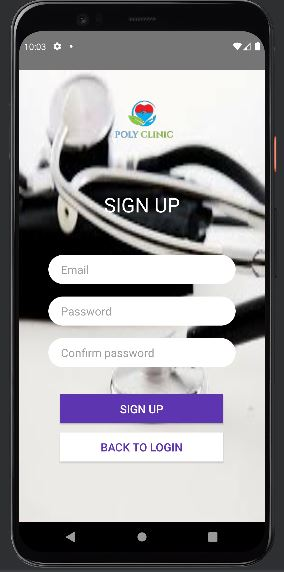 10:03
POLY CLINIC
SIGN UP
Email
Password
Confirm password
SIGN UP
BACK TO LOGIN